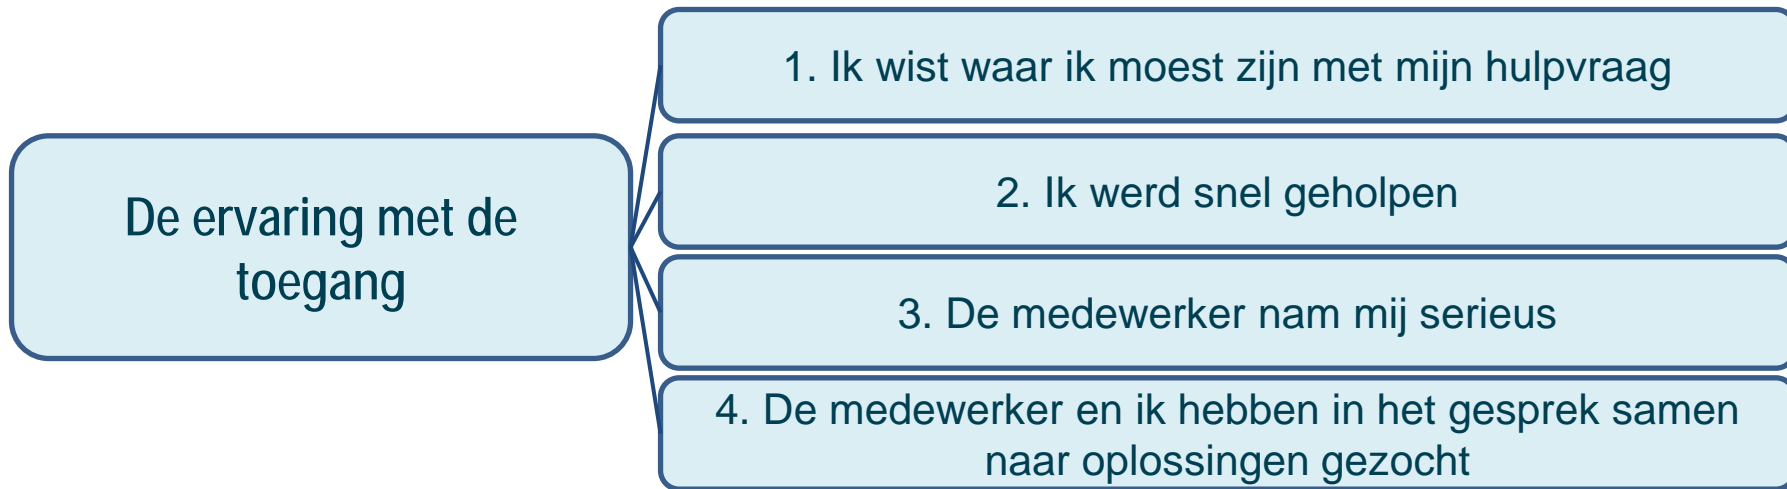 De ervaring met de
toegang
1. Ik wist waar ik moest zijn met mijn hulpvraag
2. Ik werd snel geholpen
3. De medewerker nam mij serieus
4. De medewerker en ik hebben in het gesprek samen
naar oplossingen gezocht